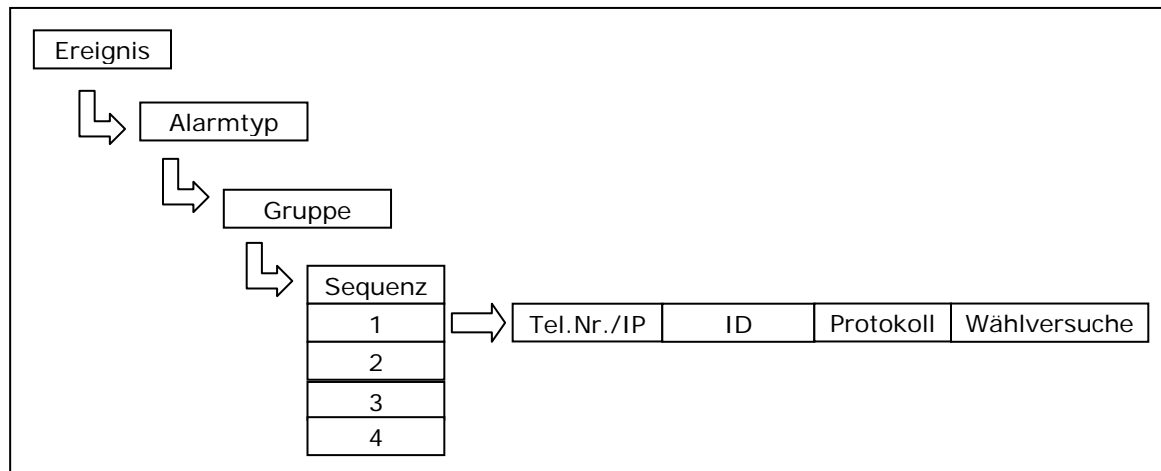 Ereignis
Alarmtyp
Gruppe
Sequenz
1 Tel.Nr./IP ID Protokoll Wählversuche
2
3
4